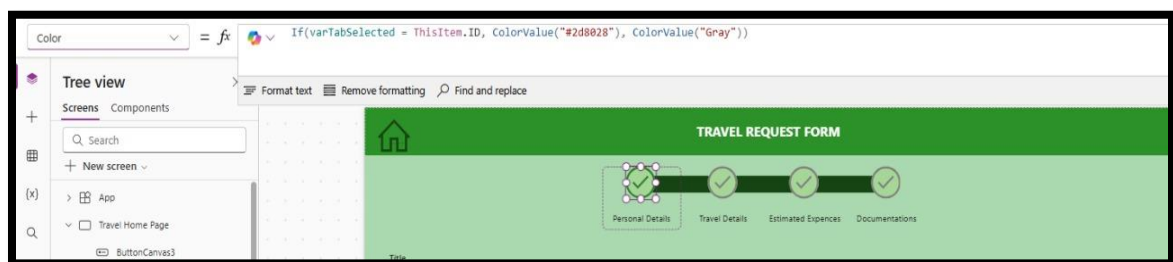 Color
= fx
If(varTabSelected = ThisItem.ID, ColorValue("#2d8028"), ColorValue("Gray"))
Tree view
Screens Components
Search
+ New screen
App
Travel Home Page
ButtonCanvas3
(x)
Format text Remove formatting Find and replace
TRAVEL REQUEST FORM
Personal Details Travel Details Estimated Expences Documentations
Title